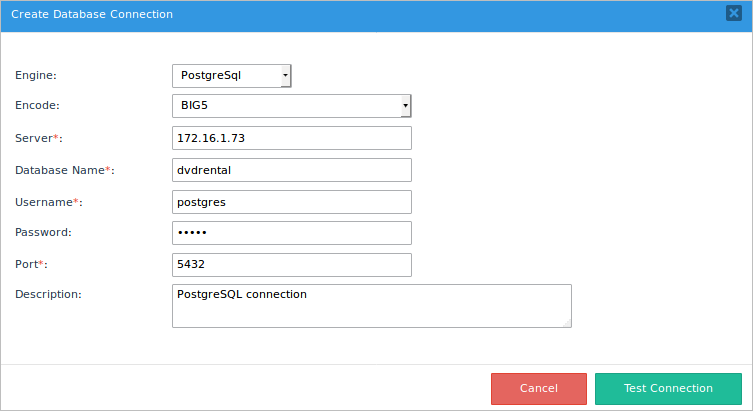 Create Database Connection
Engine: PostgreSql
Encode: BIG5
Server*: 172.16.1.73
Database Name*: dvdrental
Username*: postgres
Password: •••••
Port*: 5432
Description: PostgreSQL connection
Cancel Test Connection